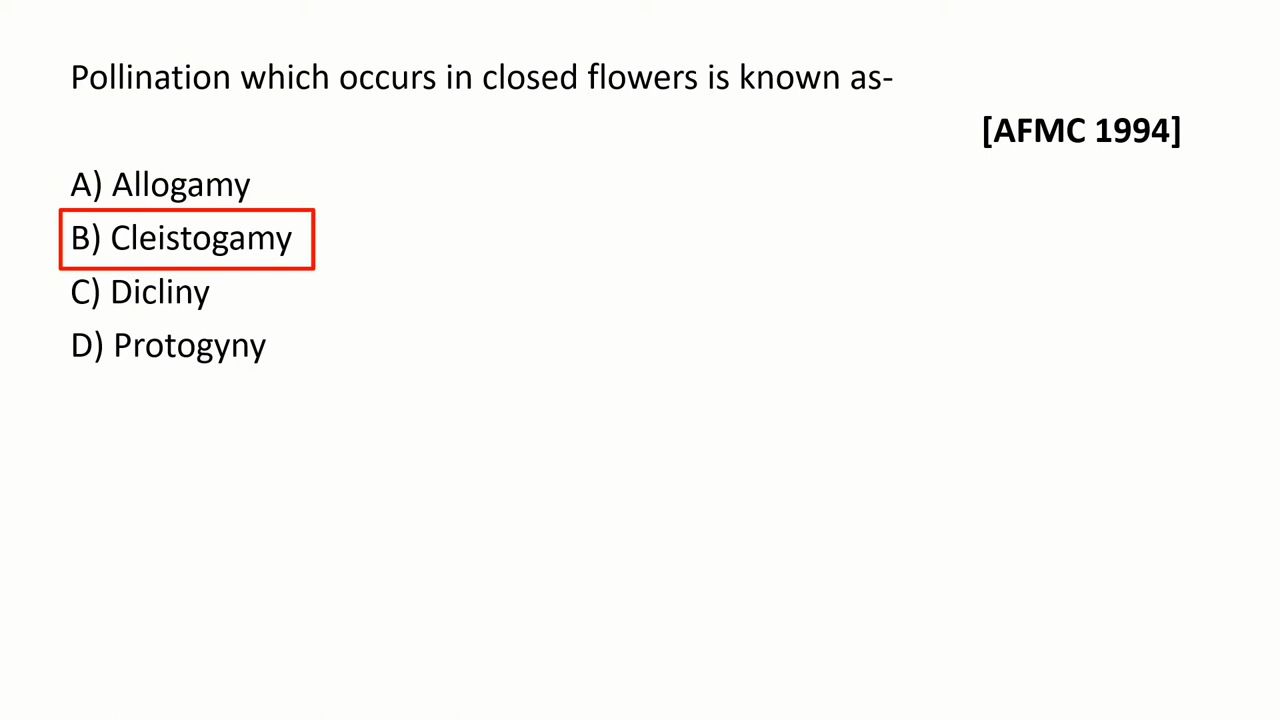 Pollination which occurs in closed flowers is known as-
[AFMC 1994]
A) Allogamy
B) Cleistogamy
C) Dicliny
D) Protogyny